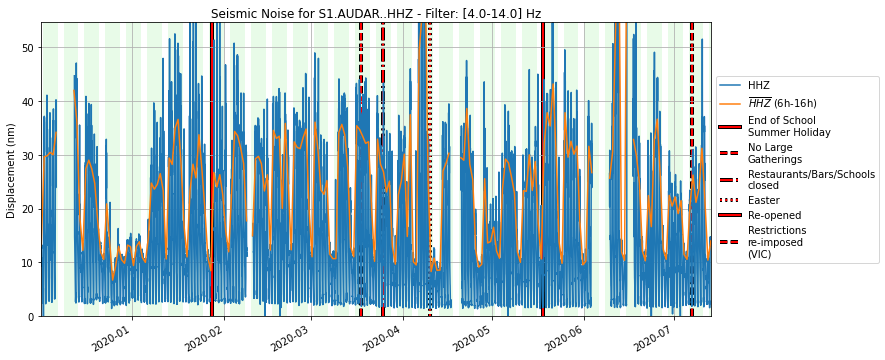 Seismic Noise for S1.AUDAR..HHZ - Filter: [4.0-14.0] Hz
Displacement (nm)
50
40
30
20
10
0
2020-01
2020-02
2020-03
2020-04
2020-05
2020-06
2020-07
HHZ
HHZ (6h-16h)
End of School
Summer Holiday
No Large
Gatherings
Restaurants/Bars/Schools
closed
Easter
Re-opened
Restrictions
re-imposed
(VIC)